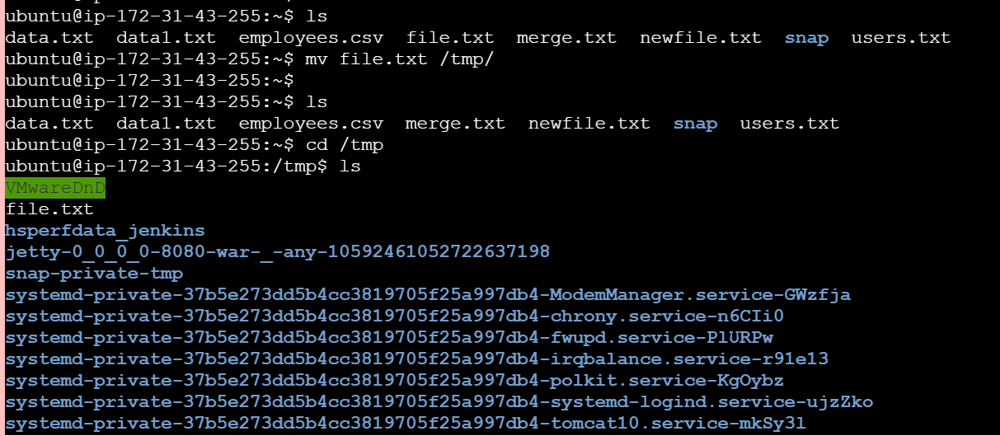 ubuntu@ip-172-31-43-255:~$ ls
data.txt  data1.txt  employees.csv  file.txt  merge.txt  newfile.txt  snap  users.txt
ubuntu@ip-172-31-43-255:~$ mv file.txt /tmp/
ubuntu@ip-172-31-43-255:~$
ubuntu@ip-172-31-43-255:~$ ls
data.txt  data1.txt  employees.csv  merge.txt  newfile.txt  snap  users.txt
ubuntu@ip-172-31-43-255:~$ cd /tmp
ubuntu@ip-172-31-43-255:/tmp$ ls
VMwareDnD
file.txt
hsperfdata_jenkins
jetty-0_0_0_0-8080-war-_-any-10592461052722637198
snap-private-tmp
systemd-private-37b5e273dd5b4cc3819705f25a997db4-ModemManager.service-GWzfja
systemd-private-37b5e273dd5b4cc3819705f25a997db4-chrony.service-n6CIi0
systemd-private-37b5e273dd5b4cc3819705f25a997db4-fwupd.service-PlURPw
systemd-private-37b5e273dd5b4cc3819705f25a997db4-irqbalance.service-r91e13
systemd-private-37b5e273dd5b4cc3819705f25a997db4-polkit.service-KgOybz
systemd-private-37b5e273dd5b4cc3819705f25a997db4-systemd-logind.service-ujzZko
systemd-private-37b5e273dd5b4cc3819705f25a997db4-tomcat10.service-mkSy3l